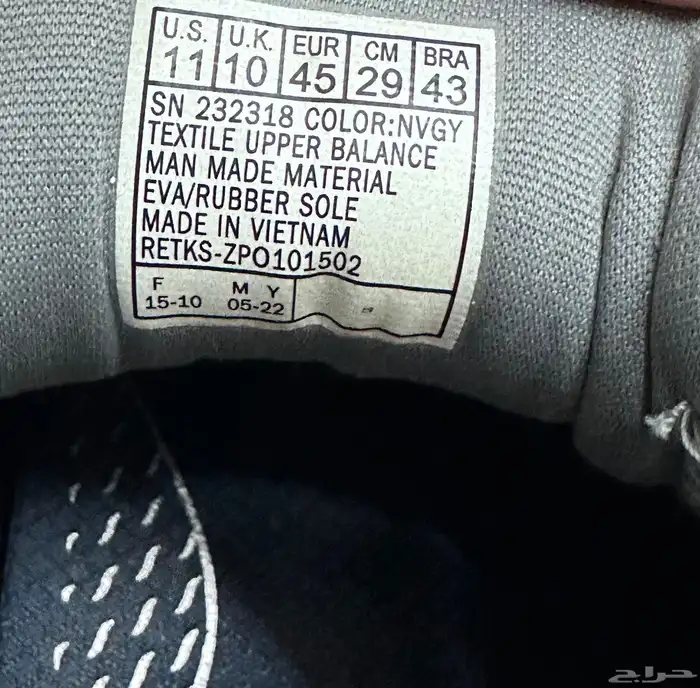 U.S. U.K. EUR CM BRA
11 10 45 29 43
SN 232318 COLOR:NVGY
TEXTILE UPPER BALANCE
MAN MADE MATERIAL
EVA/RUBBER SOLE
MADE IN VIETNAM
RETKS-ZPO101502
F M Y
15-10 05-22
حراج